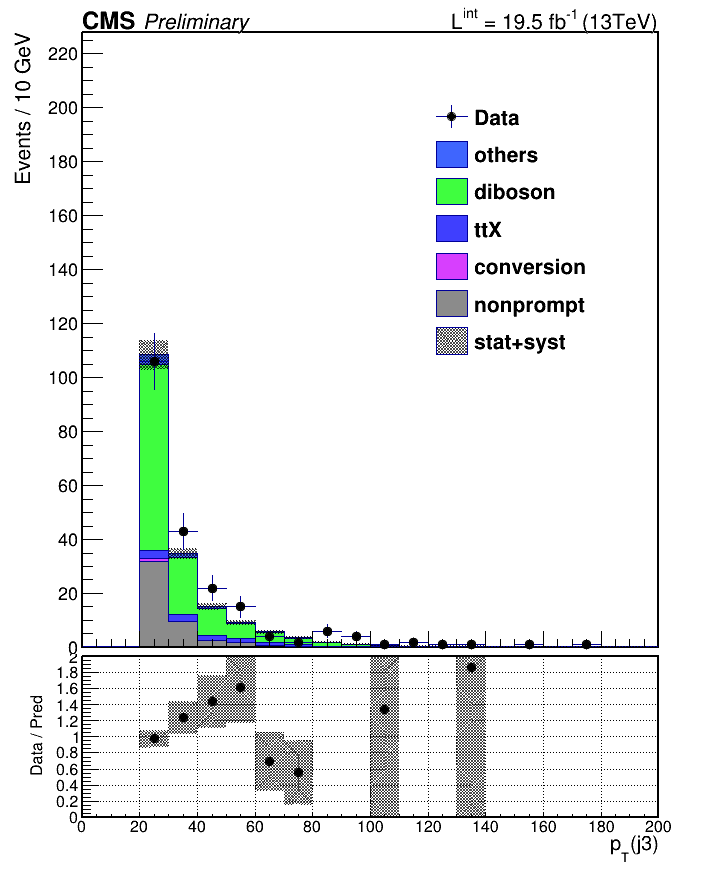 CMS Preliminary L^int = 19.5 fb^-1 (13TeV)
Events / 10 GeV
220
200
180
160
140
120
100
80
60
40
20
0
Data
others
diboson
ttX
conversion
nonprompt
stat+syst
Data / Pred
2
1.8
1.6
1.4
1.2
1
0.8
0.6
0.4
0.2
0
0 20 40 60 80 100 120 140 160 180 200
p_T(j3)